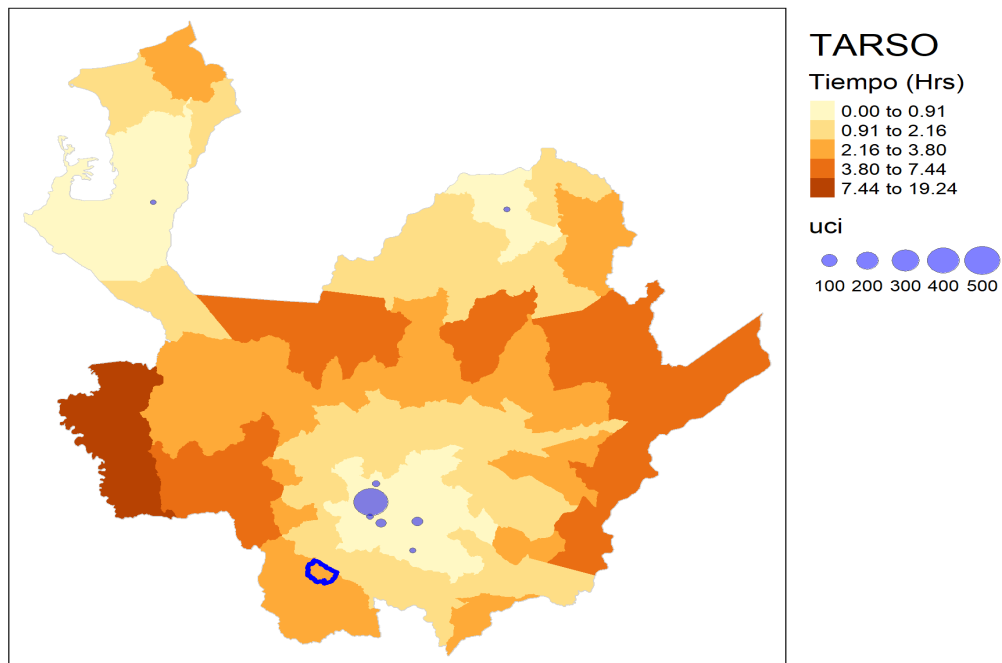 TARSO
Tiempo (Hrs)
0.00 to 0.91
0.91 to 2.16
2.16 to 3.80
3.80 to 7.44
7.44 to 19.24
uci
100 200 300 400 500